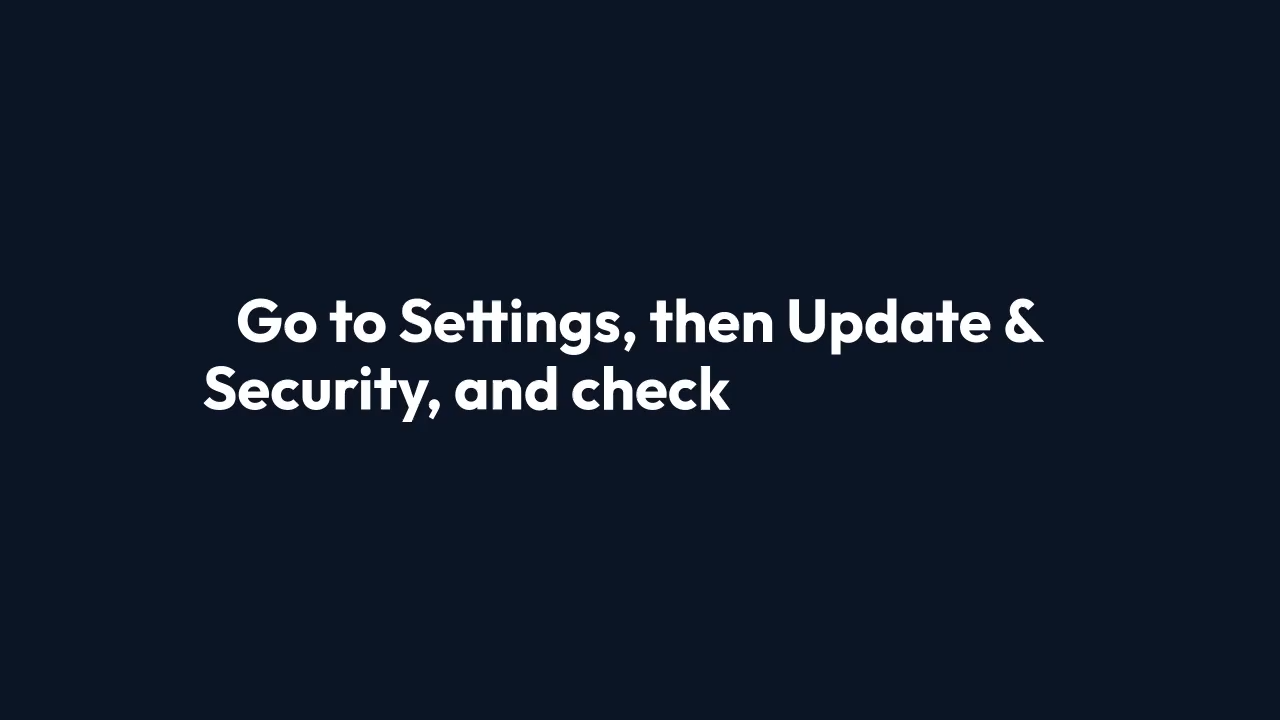 Go to Settings, then Update &
Security, and check